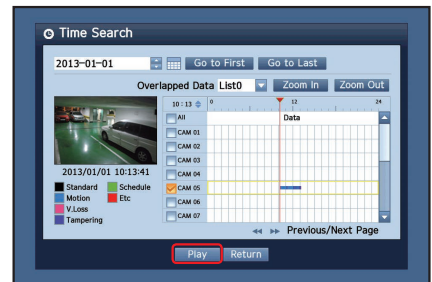 Time Search
2013-01-01 Go to First Go to Last
Overlapped Data List0 Zoom In Zoom Out
10 : 13 0 12 24
All Data
CAM 01
CAM 02
CAM 03
CAM 04
CAM 05
CAM 06
CAM 07
2013/01/01 10:13:41
Standard Schedule
Motion Etc
V.Loss
Tampering
Previous/Next Page
Play Return